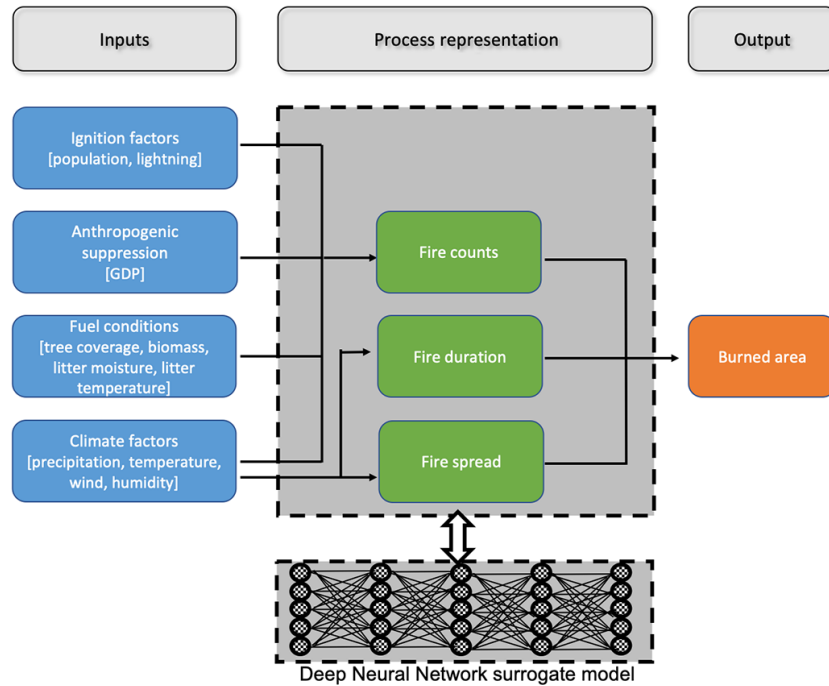 Inputs
Process representation
Output
Ignition factors
[population, lightning]
Anthropogenic
suppression
[GDP]
Fuel conditions
[tree coverage, biomass,
litter moisture, litter
temperature]
Climate factors
[precipitation, temperature,
wind, humidity]
Fire counts
Fire duration
Fire spread
Burned area
Deep Neural Network surrogate model